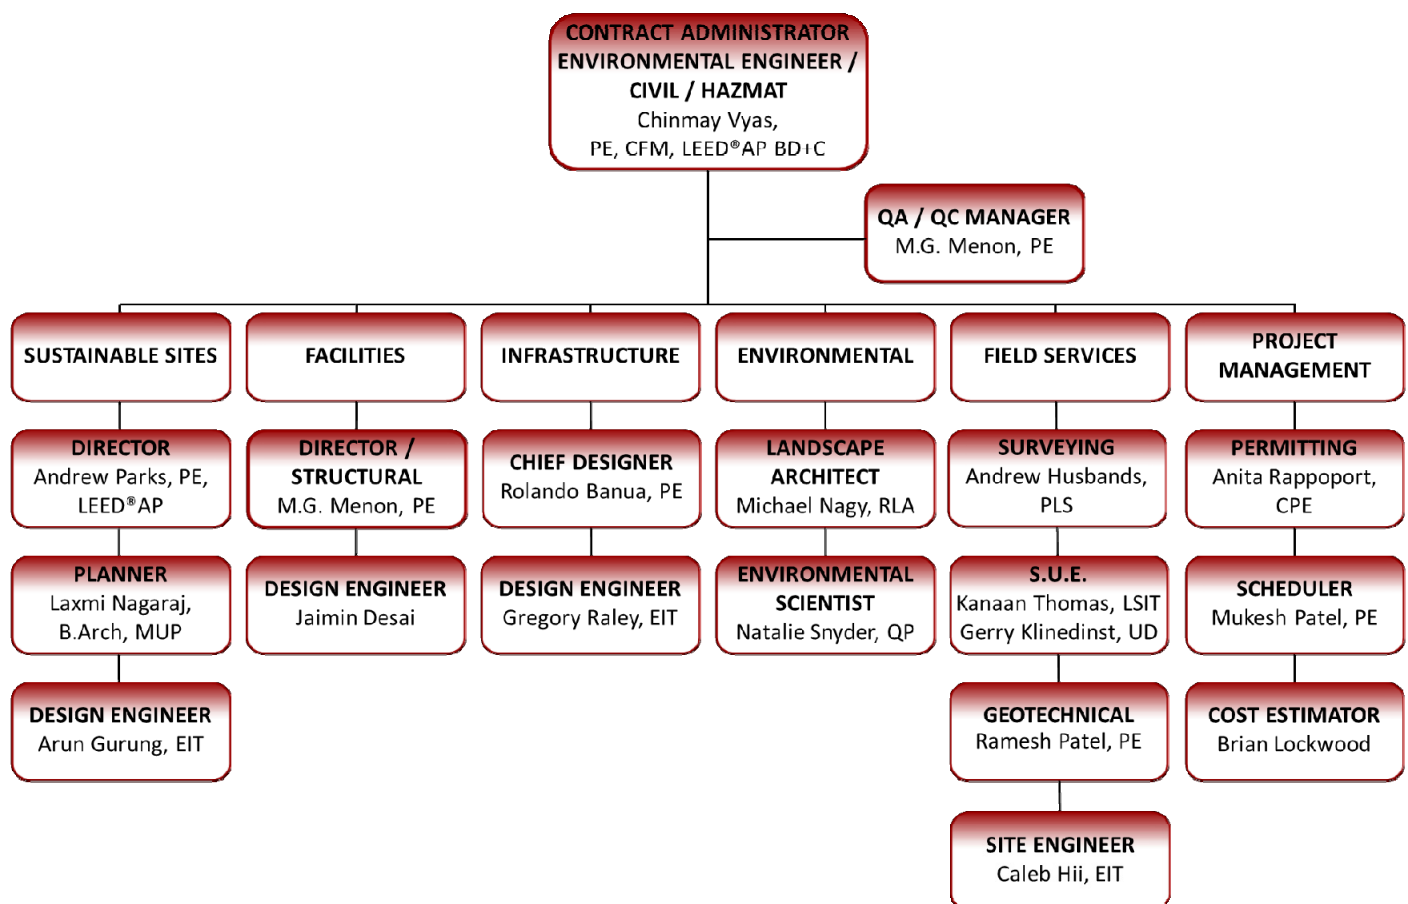 CONTRACT ADMINISTRATOR
ENVIRONMENTAL ENGINEER /
CIVIL / HAZMAT
Chinmay Vyas,
PE, CFM, LEED®AP BD+C
QA / QC MANAGER
M.G. Menon, PE
SUSTAINABLE SITES
FACILITIES
INFRASTRUCTURE
ENVIRONMENTAL
FIELD SERVICES
PROJECT
MANAGEMENT
DIRECTOR
Andrew Parks, PE,
LEED®AP
DIRECTOR /
STRUCTURAL
M.G. Menon, PE
CHIEF DESIGNER
Rolando Banua, PE
LANDSCAPE
ARCHITECT
Michael Nagy, RLA
SURVEYING
Andrew Husbands,
PLS
PERMITTING
Anita Rappoport,
CPE
PLANNER
Laxmi Nagaraj,
B.Arch, MUP
DESIGN ENGINEER
Jaimin Desai
DESIGN ENGINEER
Gregory Raley, EIT
ENVIRONMENTAL
SCIENTIST
Natalie Snyder, QP
S.U.E.
Kanaan Thomas, LSIT
Gerry Klinedinst, UD
SCHEDULER
Mukesh Patel, PE
DESIGN ENGINEER
Arun Gurung, EIT
GEOTECHNICAL
Ramesh Patel, PE
COST ESTIMATOR
Brian Lockwood
SITE ENGINEER
Caleb Hii, EIT